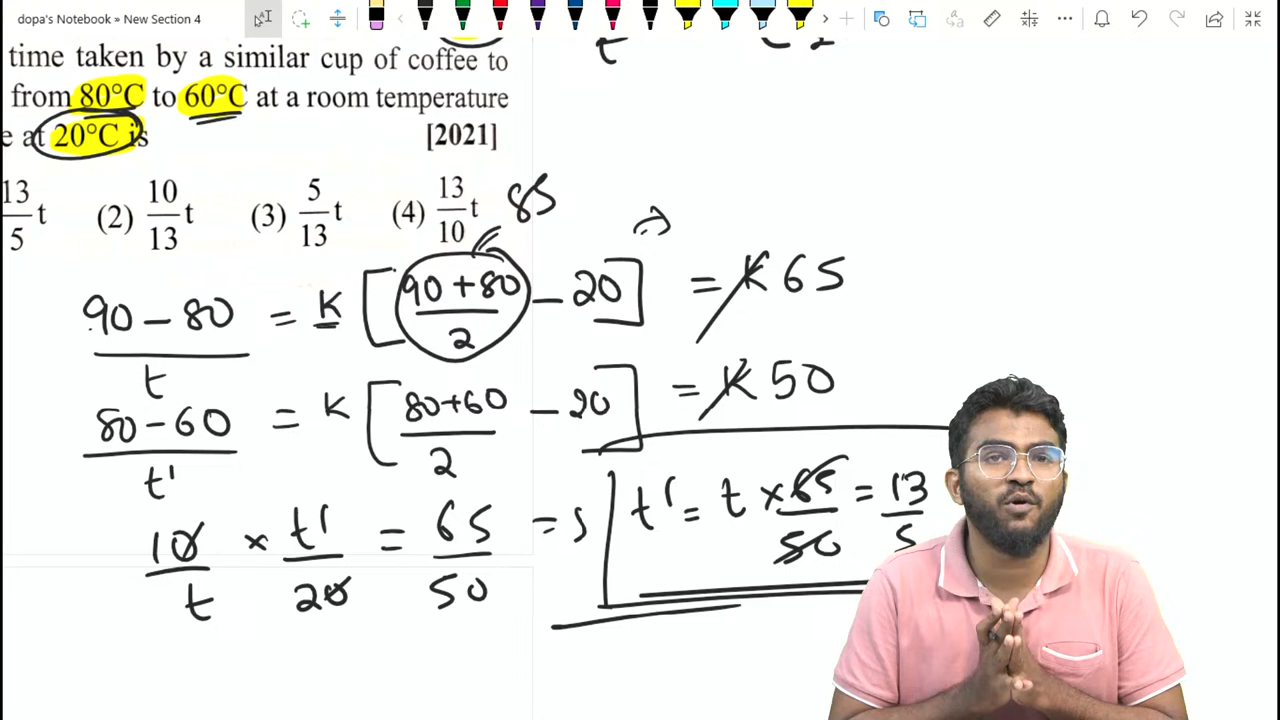 dopa's Notebook » New Section 4
time taken by a similar cup of coffee to
from 80°C to 60°C at a room temperature
e at 20°C is [2021]
13/5 t (2) 10/13 t (3) 5/13 t (4) 13/10 t 85
(90 - 80)/t = K [(90 + 80)/2 - 20] = K 65
(80 - 60)/t' = K [(80+60)/2 - 20] = K 50
10/t × t'/20 = 65/50 =
t' = t × 65/50 = 13/5